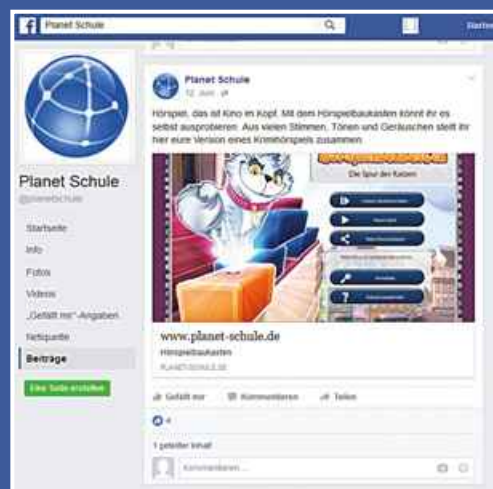 Planet Schule
Startse
Planet Schule
12. Juni
Hörspiel, das ist Kino im Kopf. Mit dem Hörspielbaukasten könnt ihr es
selbst ausprobieren. Aus vielen Stimmen, Tönen und Geräuschen stellt ihr
hier eure Version eines Krimihörspiels zusammen.
Die Spur der Katzen
www.planet-schule.de
Hörspielbaukasten
PLANET-SCHULE.DE
Gefällt mir Kommentieren Teilen
4
1 geteilter Inhalt
Kommentieren ...
Planet Schule
@planetschule
Startseite
Info
Fotos
Videos
„Gefällt mir“-Angaben
Netiquette
Beiträge
Eine Seite erstellen